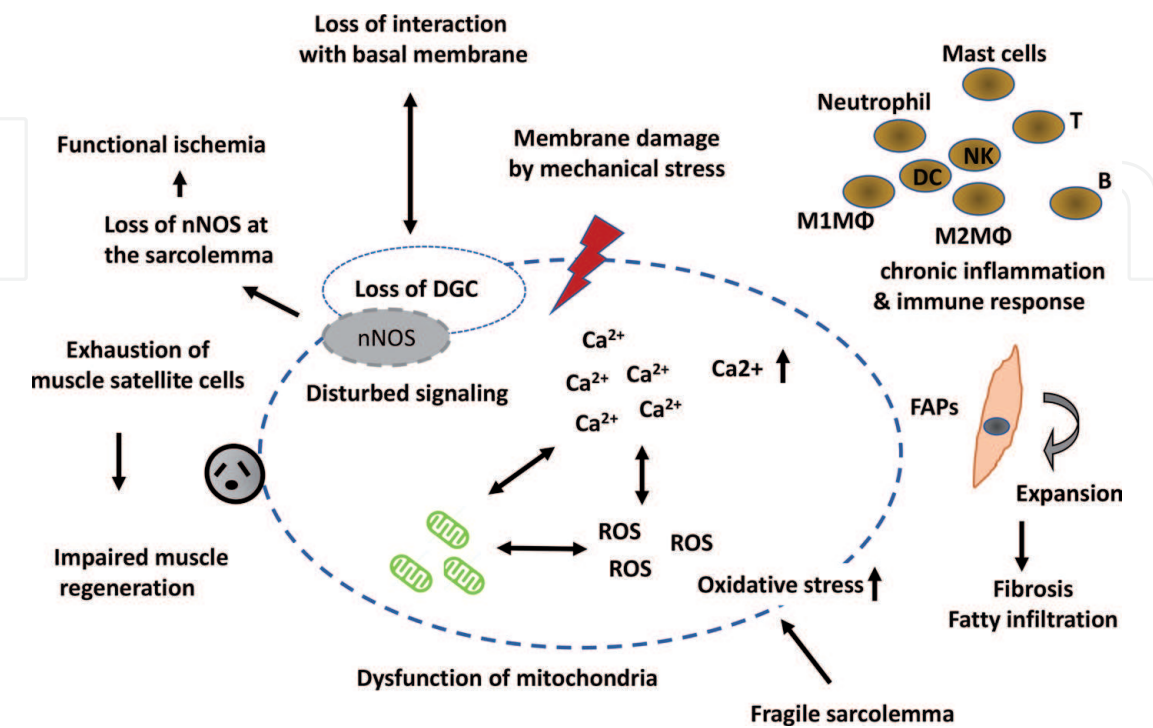 Loss of interaction
with basal membrane
Mast cells
Neutrophil
T
NK
DC
B
M1MΦ
M2MΦ
chronic inflammation
& immune response
Membrane damage
by mechanical stress
Functional ischemia
Loss of nNOS at
the sarcolemma
Loss of DGC
nNOS
Disturbed signaling
Exhaustion of
muscle satellite cells
Impaired muscle
regeneration
Ca²⁺
Ca²⁺
Ca²⁺
Ca²⁺
Ca²⁺
Ca2+
FAPs
Expansion
Fibrosis
Fatty infiltration
ROS
ROS
ROS
Oxidative stress
Dysfunction of mitochondria
Fragile sarcolemma